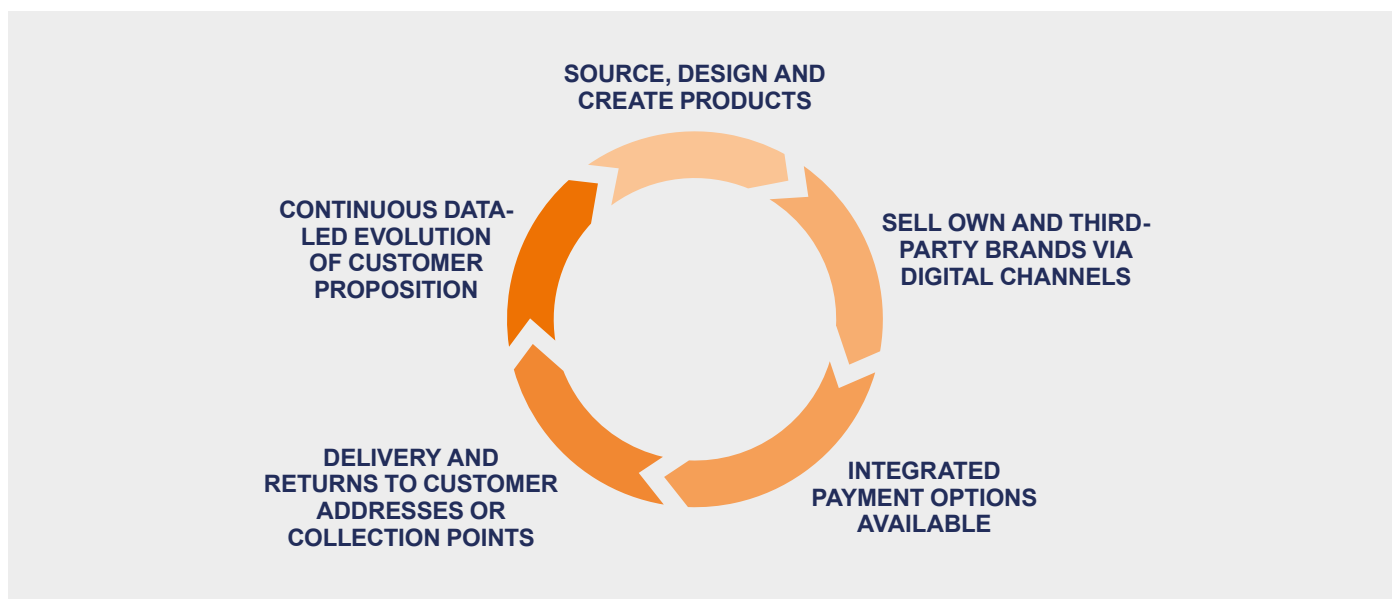 SOURCE, DESIGN AND
CREATE PRODUCTS
SELL OWN AND THIRD-
PARTY BRANDS VIA
DIGITAL CHANNELS
INTEGRATED
PAYMENT OPTIONS
AVAILABLE
DELIVERY AND
RETURNS TO CUSTOMER
ADDRESSES OR
COLLECTION POINTS
CONTINUOUS DATA-
LED EVOLUTION
OF CUSTOMER
PROPOSITION